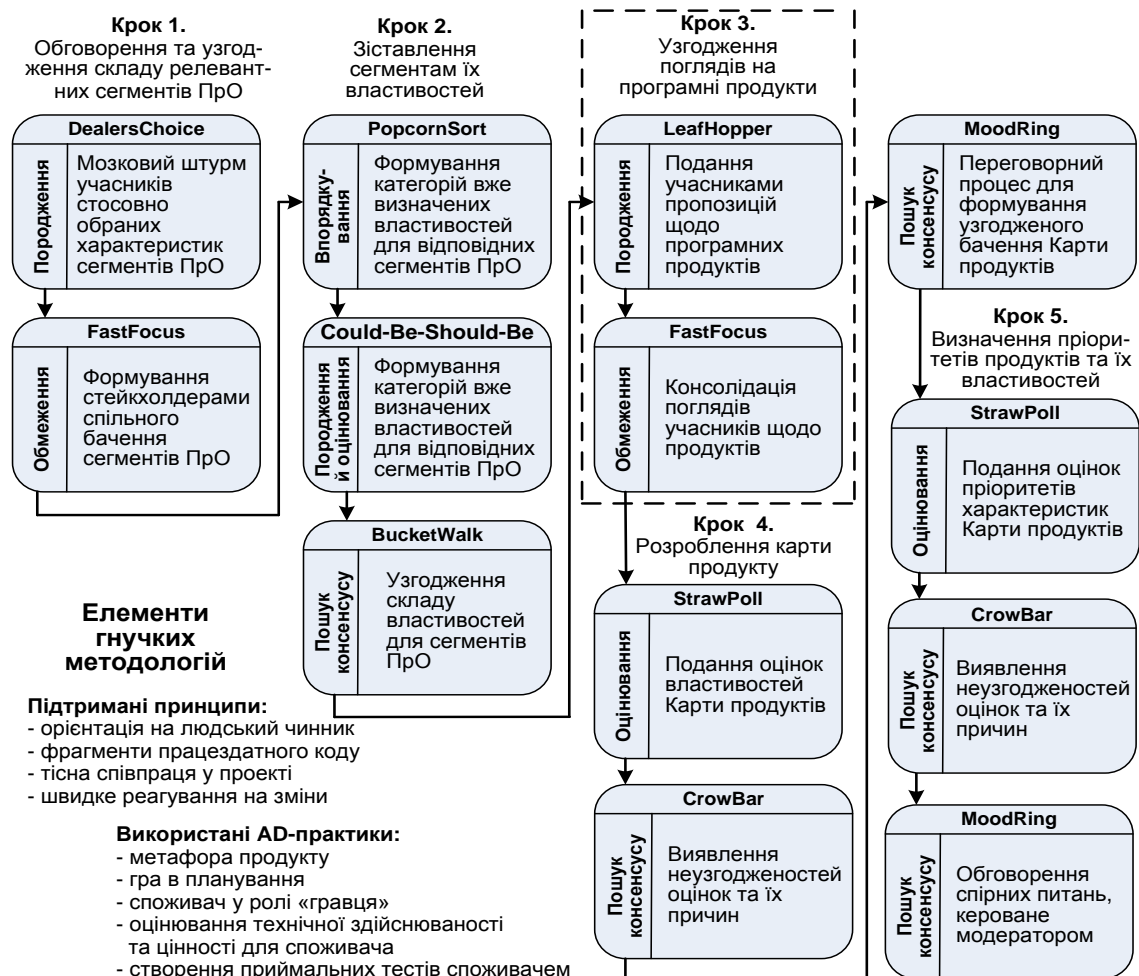 Крок 1.
Обговорення та узгод-
ження складу релевант-
них сегментів ПрО
DealersChoice
Породження
Мозковий штурм
учасників
стосовно
обраних
характеристик
сегментів ПрО
FastFocus
Обмеження
Формування
стейкхолдерами
спільного
бачення
сегментів ПрО
Крок 2.
Зіставлення
сегментам їх
властивостей
PopcornSort
Впорядку-
вання
Формування
категорій вже
визначених
властивостей
для відповідних
сегментів ПрО
Could-Be-Should-Be
Породження
й оцінювання
Формування
категорій вже
визначених
властивостей
для відповідних
сегментів ПрО
BucketWalk
Пошук
консенсусу
Узгодження
складу
властивостей
для сегментів
ПрО
Крок 3.
Узгодження
поглядів на
програмні продукти
LeafHopper
Породження
Подання
учасниками
пропозицій
щодо
програмних
продуктів
FastFocus
Обмеження
Консолідація
поглядів
учасників щодо
продуктів
Крок 4.
Розроблення карти
продукту
StrawPoll
Оцінювання
Подання оцінок
властивостей
Карти продуктів
CrowBar
Пошук
консенсусу
Виявлення
неузгодженостей
оцінок та їх
причин
MoodRing
Пошук
консенсусу
Переговорний
процес для
формування
узгодженого
бачення Карти
продуктів
Крок 5.
Визначення пріори-
тетів продуктів та їх
властивостей
StrawPoll
Оцінювання
Подання оцінок
пріоритетів
характеристик
Карти продуктів
CrowBar
Пошук
консенсусу
Виявлення
неузгодженостей
оцінок та їх
причин
MoodRing
Пошук
консенсусу
Обговорення
спірних питань,
кероване
модератором
Елементи
гнучких
методологій
Підтримані принципи:
- орієнтація на людський чинник
- фрагменти працездатного коду
- тісна співпраця у проекті
- швидке реагування на зміни
Використані AD-практики:
- метафора продукту
- гра в планування
- споживач у ролі «гравця»
- оцінювання технічної здійснюваності
та цінності для споживача
- створення приймальних тестів споживачем